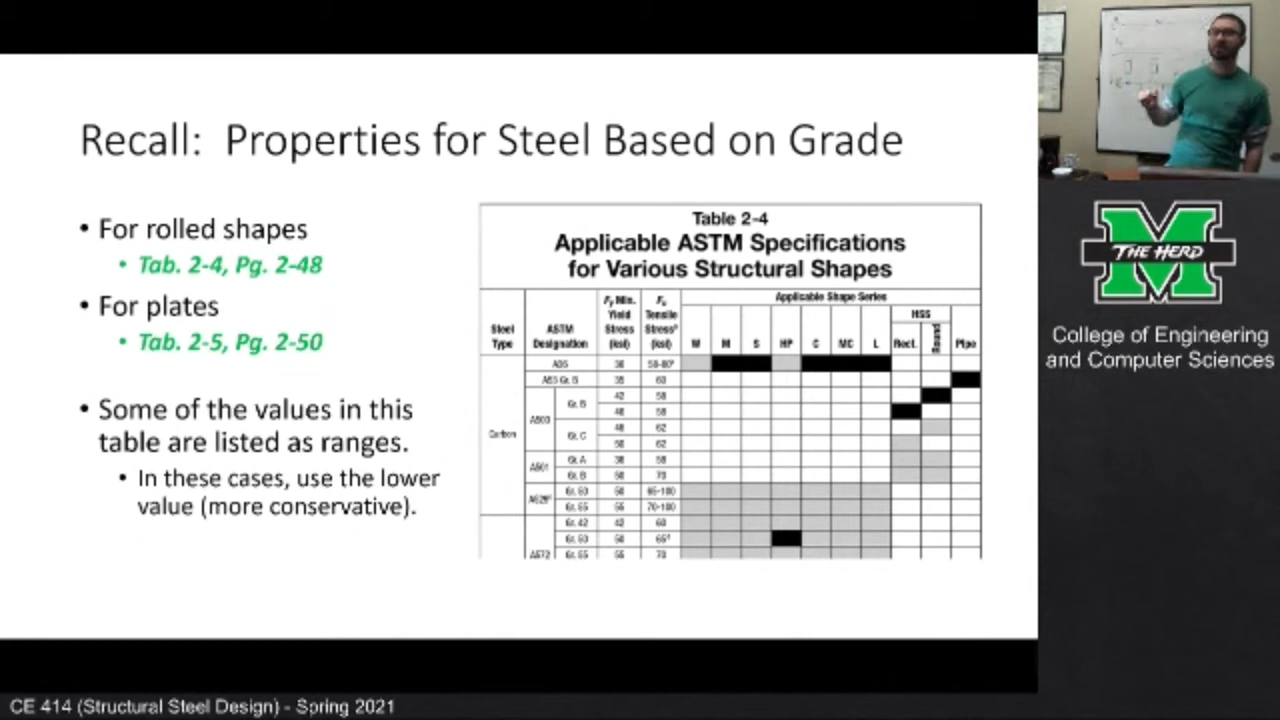 Recall: Properties for Steel Based on Grade
• For rolled shapes
• Tab. 2-4, Pg. 2-48
• For plates
• Tab. 2-5, Pg. 2-50
• Some of the values in this
table are listed as ranges.
• In these cases, use the lower
value (more conservative).
Table 2-4
Applicable ASTM Specifications
for Various Structural Shapes
Steel Type
ASTM Designation
Fy Min. Yield Stress (ksi)
Fu Tensile Stress (ksi)
Applicable Shape Series
HSS
W M S HP C MC L Rect. Round Pipe
Carbon
A36 36 58-80
A53 Gr. B 35 60
A500 Gr. B 42 58
46 58
Gr. C 46 62
50 62
A501 Gr. A 36 58
Gr. B 50 70
A529 Gr. 50 50 65-100
Gr. 55 55 70-100
A572 Gr. 42 42 60
Gr. 50 50 65
Gr. 55 55 70
THE HERD
College of Engineering
and Computer Sciences
CE 414 (Structural Steel Design) - Spring 2021